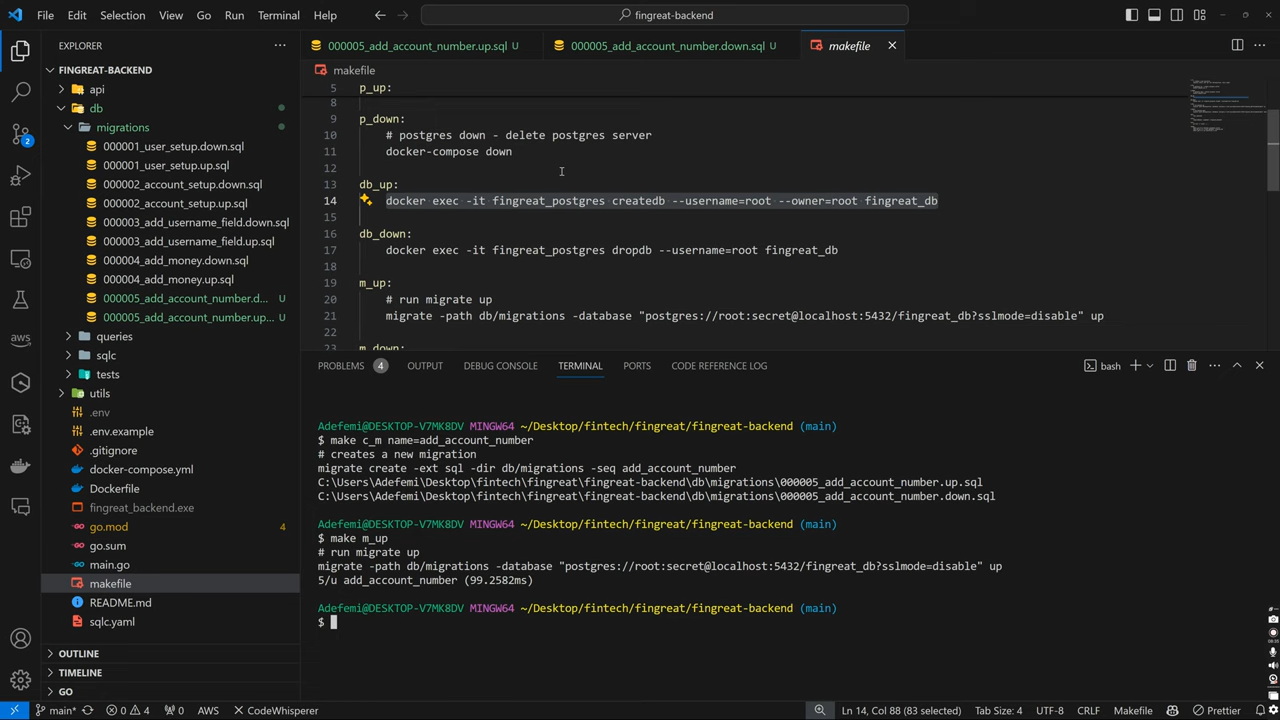 File Edit Selection View Go Run Terminal Help
fingreat-backend
EXPLORER
000005_add_account_number.up.sql U
000005_add_account_number.down.sql U
makefile
FINGREAT-BACKEND
makefile
api
db
migrations
000001_user_setup.down.sql
000001_user_setup.up.sql
000002_account_setup.down.sql
000002_account_setup.up.sql
000003_add_username_field.down.sql
000003_add_username_field.up.sql
000004_add_money.down.sql
000004_add_money.up.sql
000005_add_account_number.d... U
000005_add_account_number.up... U
queries
sqlc
tests
utils
.env
.env.example
.gitignore
docker-compose.yml
Dockerfile
fingreat_backend.exe
go.mod 4
go.sum
main.go
makefile
README.md
sqlc.yaml
OUTLINE
TIMELINE
GO
2
aws
5 p_up:
8
9 p_down:
10 # postgres down - delete postgres server
11 docker-compose down
12
13 db_up:
14 docker exec -it fingreat_postgres createdb --username=root --owner=root fingreat_db
15
16 db_down:
17 docker exec -it fingreat_postgres dropdb --username=root fingreat_db
18
19 m_up:
20 # run migrate up
21 migrate -path db/migrations -database "postgres://root:secret@localhost:5432/fingreat_db?sslmode=disable" up
22
23 m_down:
PROBLEMS 4 OUTPUT DEBUG CONSOLE TERMINAL PORTS CODE REFERENCE LOG
bash
Adefemi@DESKTOP-V7MK8DV MINGW64 ~/Desktop/fintech/fingreat/fingreat-backend (main)
$ make c_m name=add_account_number
# creates a new migration
migrate create -ext sql -dir db/migrations -seq add_account_number
C:\Users\Adefemi\Desktop\fintech\fingreat\fingreat-backend\db\migrations\000005_add_account_number.up.sql
C:\Users\Adefemi\Desktop\fintech\fingreat\fingreat-backend\db\migrations\000005_add_account_number.down.sql
Adefemi@DESKTOP-V7MK8DV MINGW64 ~/Desktop/fintech/fingreat/fingreat-backend (main)
$ make m_up
# run migrate up
migrate -path db/migrations -database "postgres://root:secret@localhost:5432/fingreat_db?sslmode=disable" up
5/u add_account_number (99.2582ms)
Adefemi@DESKTOP-V7MK8DV MINGW64 ~/Desktop/fintech/fingreat/fingreat-backend (main)
$
main* 0 4 0 AWS CodeWhisperer
Ln 14, Col 88 (83 selected) Tab Size: 4 UTF-8 CRLF Makefile Prettier